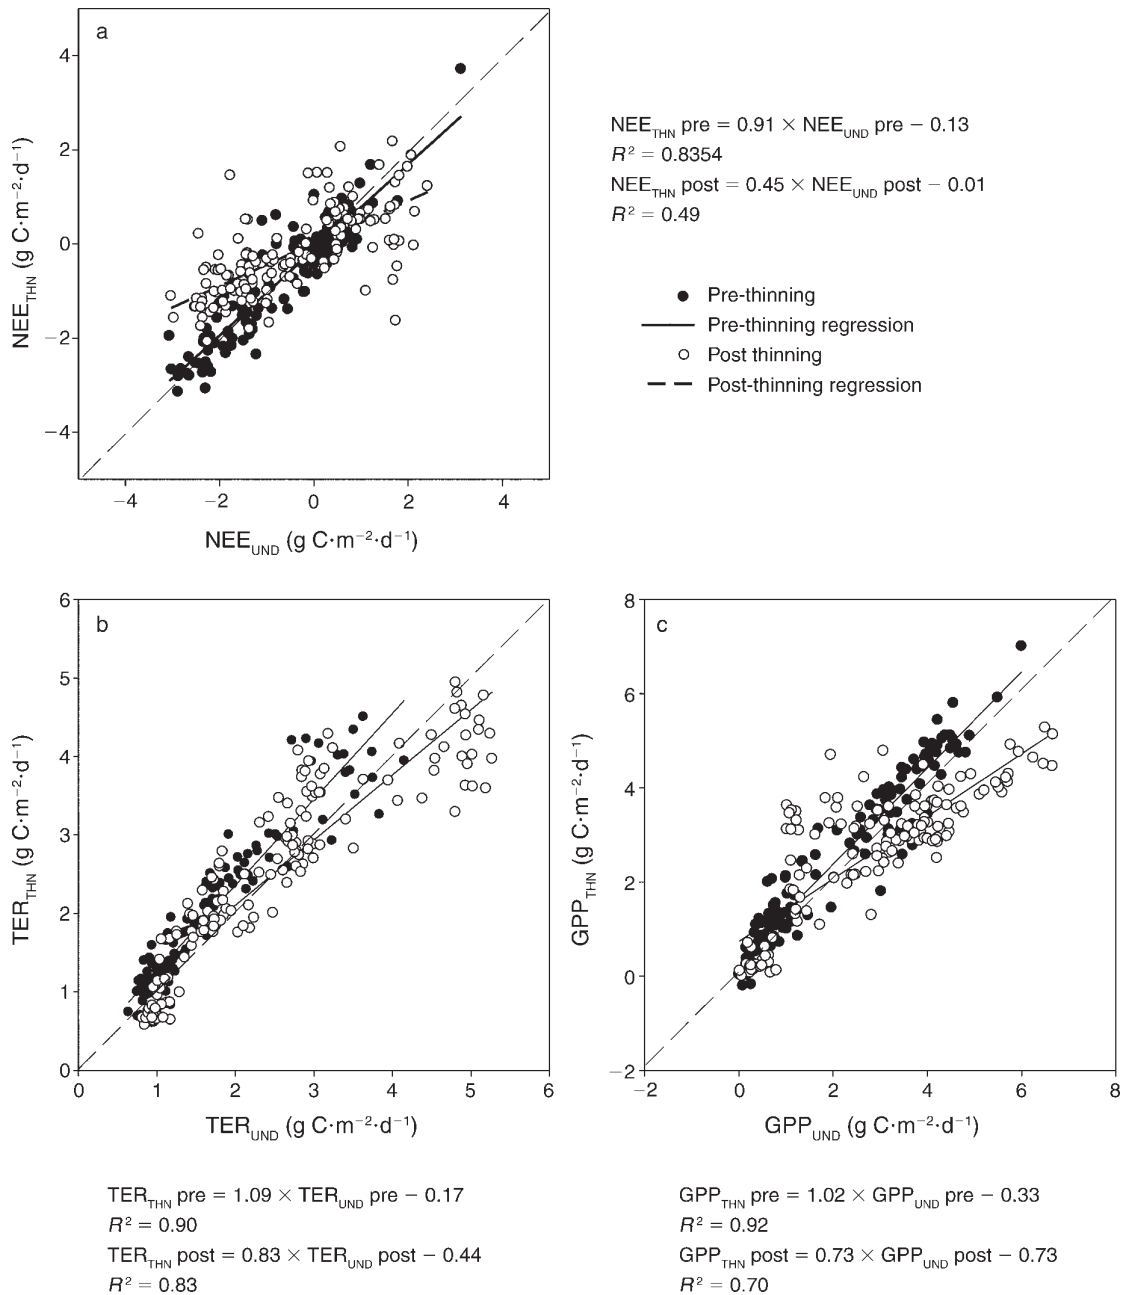 a
4
2
0
−2
−4
NEE_THN (g C·m⁻²·d⁻¹)
−4 −2 0 2 4
NEE_UND (g C·m⁻²·d⁻¹)
NEE_THN pre = 0.91 × NEE_UND pre − 0.13
R² = 0.8354
NEE_THN post = 0.45 × NEE_UND post − 0.01
R² = 0.49
Pre-thinning
Pre-thinning regression
Post thinning
Post-thinning regression
b
6
5
4
3
2
1
0
TER_THN (g C·m⁻²·d⁻¹)
0 1 2 3 4 5 6
TER_UND (g C·m⁻²·d⁻¹)
c
8
6
4
2
0
−2
GPP_THN (g C·m⁻²·d⁻¹)
−2 0 2 4 6 8
GPP_UND (g C·m⁻²·d⁻¹)
TER_THN pre = 1.09 × TER_UND pre − 0.17
R² = 0.90
TER_THN post = 0.83 × TER_UND post − 0.44
R² = 0.83
GPP_THN pre = 1.02 × GPP_UND pre − 0.33
R² = 0.92
GPP_THN post = 0.73 × GPP_UND post − 0.73
R² = 0.70